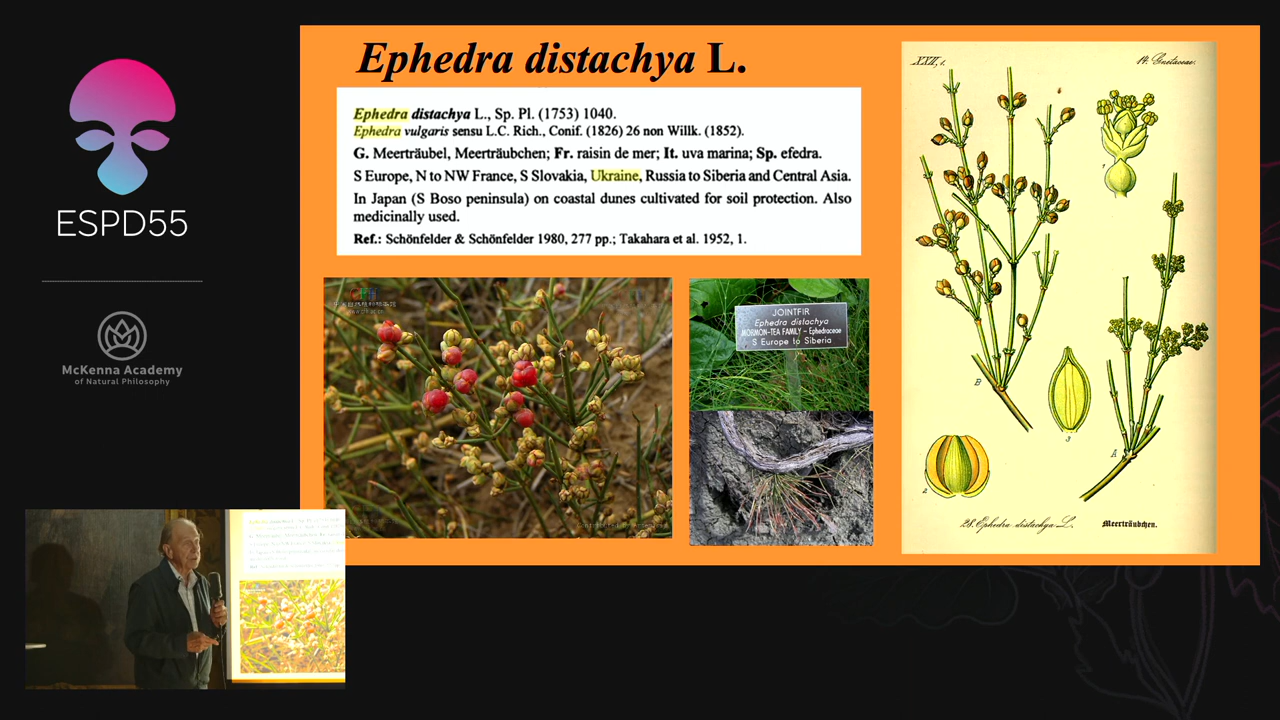 Ephedra distachya L.
Ephedra distachya L., Sp. Pl. (1753) 1040.
Ephedra vulgaris sensu L.C. Rich., Conif. (1826) 26 non Willk. (1852).
G. Meerträubel, Meerträubchen; Fr. raisin de mer; It. uva marina; Sp. efedra.
S Europe, N to NW France, S Slovakia, Ukraine, Russia to Siberia and Central Asia.
In Japan (S Boso peninsula) on coastal dunes cultivated for soil protection. Also
medicinally used.
Ref.: Schönfelder & Schönfelder 1980, 277 pp.; Takahara et al. 1952, 1.
ESPD55
McKenna Academy
of Natural Philosophy
JOINTFIR
Ephedra distachya
MORMON-TEA FAMILY - Ephedraceae
S Europe to Siberia
XXII, 1.
14. Gnetaceae.
1
B
3
A
2
28. Ephedra distachya L.
Meerträubchen.